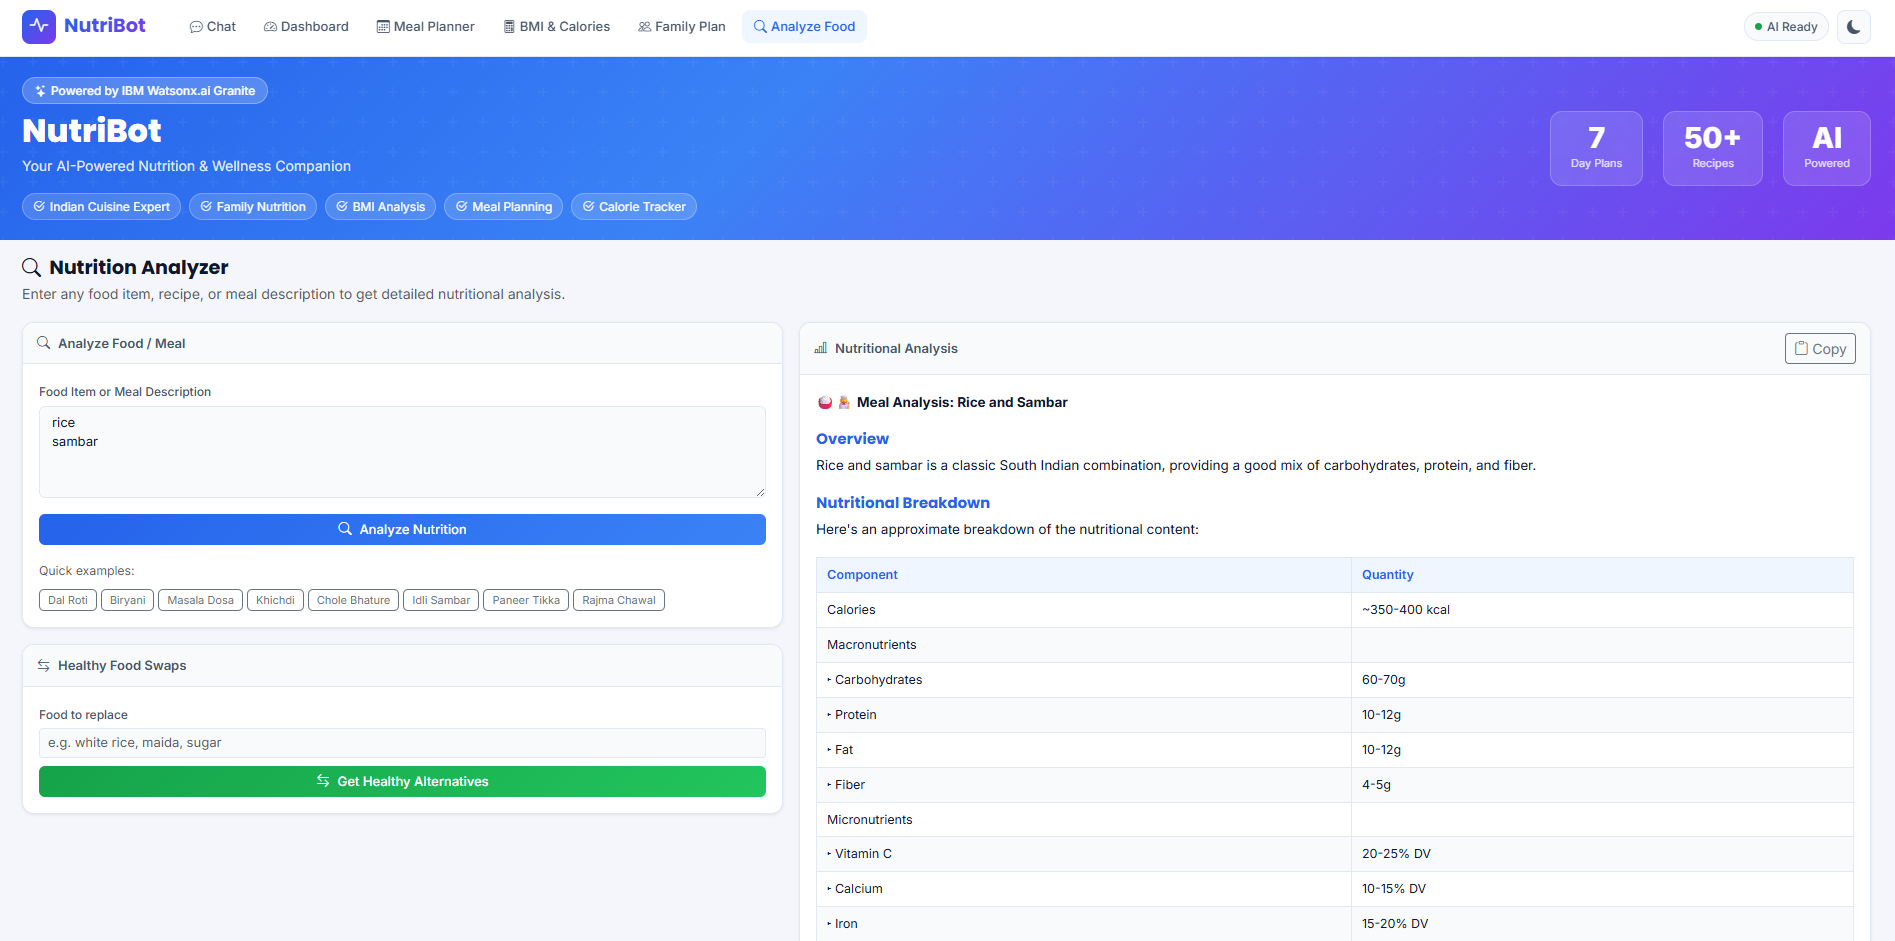 NutriBot
Chat
Dashboard
Meal Planner
BMI & Calories
Family Plan
Analyze Food
AI Ready
Powered by IBM Watsonx.ai Granite
NutriBot
Your AI-Powered Nutrition & Wellness Companion
Indian Cuisine Expert
Family Nutrition
BMI Analysis
Meal Planning
Calorie Tracker
7
Day Plans
50+
Recipes
AI
Powered
Nutrition Analyzer
Enter any food item, recipe, or meal description to get detailed nutritional analysis.
Analyze Food / Meal
Food Item or Meal Description
rice
sambar
Analyze Nutrition
Quick examples:
Dal Roti
Biryani
Masala Dosa
Khichdi
Chole Bhature
Idli Sambar
Paneer Tikka
Rajma Chawal
Healthy Food Swaps
Food to replace
e.g. white rice, maida, sugar
Get Healthy Alternatives
Nutritional Analysis
Copy
Meal Analysis: Rice and Sambar
Overview
Rice and sambar is a classic South Indian combination, providing a good mix of carbohydrates, protein, and fiber.
Nutritional Breakdown
Here's an approximate breakdown of the nutritional content:
Component Quantity
Calories ~350-400 kcal
Macronutrients
‣ Carbohydrates 60-70g
‣ Protein 10-12g
‣ Fat 10-12g
‣ Fiber 4-5g
Micronutrients
‣ Vitamin C 20-25% DV
‣ Calcium 10-15% DV
‣ Iron 15-20% DV